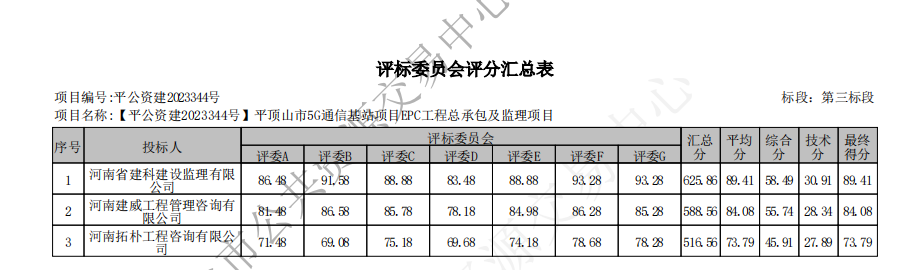 评标委员会评分汇总表
项目编号:平公资建2023344号
标段: 第三标段
项目名称:【平公资建2023344号】平顶山市5G通信基站项目EPC工程总承包及监理项目
序号 投标人 评标委员会 汇总分 平均分 综合分 技术分 最终得分
评委A 评委B 评委C 评委D 评委E 评委F 评委G
1 河南省建科建设监理有限公司 86.48 91.58 88.88 83.48 88.88 93.28 93.28 625.86 89.41 58.49 30.91 89.41
2 河南建威工程管理咨询有限公司 81.48 86.58 85.78 78.18 84.98 86.28 85.28 588.56 84.08 55.74 28.34 84.08
3 河南拓朴工程咨询有限公司 71.48 69.08 75.18 69.68 74.18 78.68 78.28 516.56 73.79 45.91 27.89 73.79